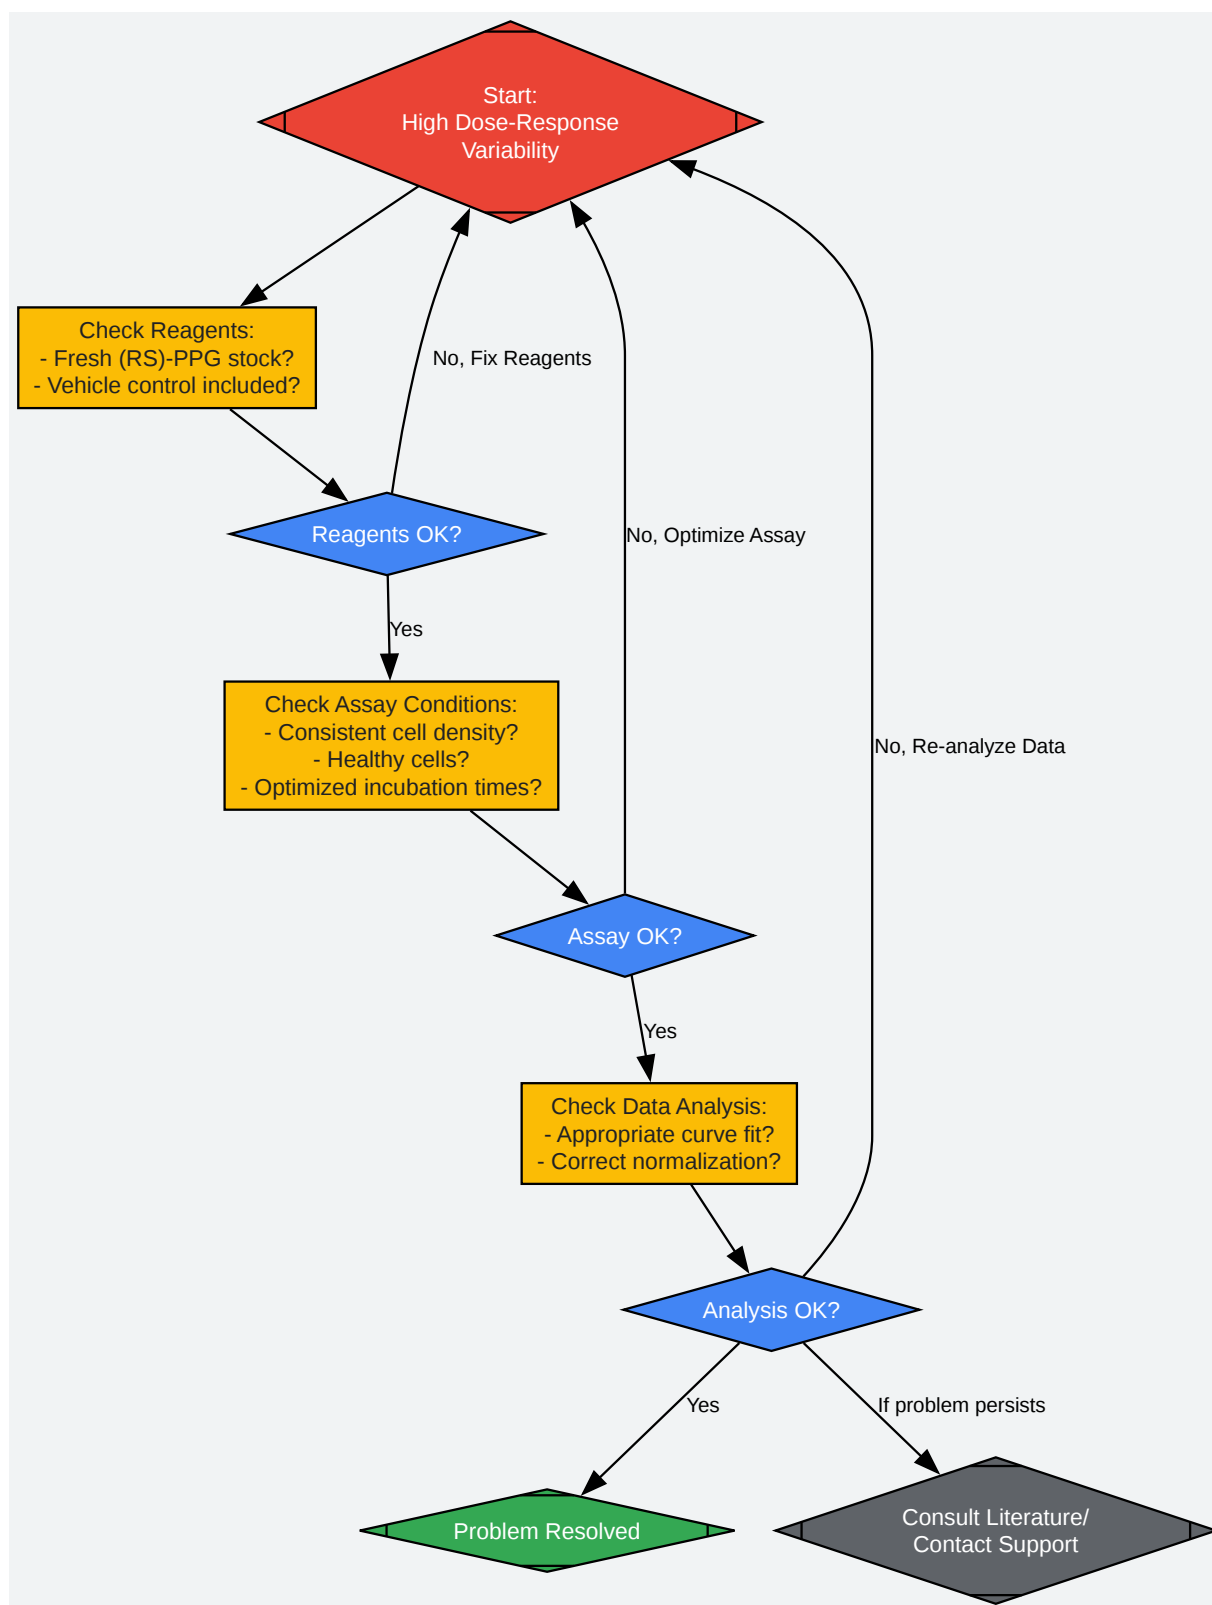 Start:
High Dose-Response
Variability
Check Reagents:
- Fresh (RS)-PPG stock?
- Vehicle control included?
No, Fix Reagents
Reagents OK?
No, Optimize Assay
Yes
Check Assay Conditions:
- Consistent cell density?
- Healthy cells?
- Optimized incubation times?
No, Re-analyze Data
Assay OK?
Yes
Check Data Analysis:
- Appropriate curve fit?
- Correct normalization?
Analysis OK?
Yes
If problem persists
Problem Resolved
Consult Literature/
Contact Support